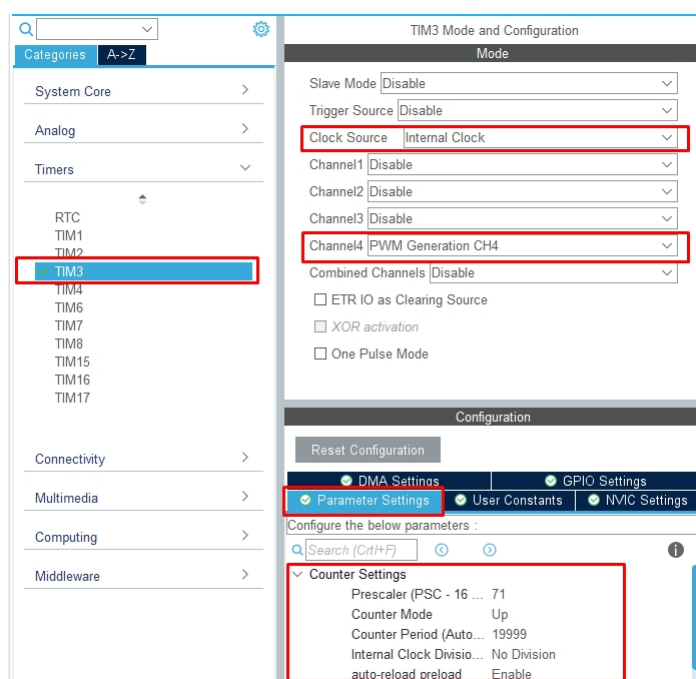 Categories A->Z
System Core
Analog
Timers
RTC
TIM1
TIM2
TIM3
TIM4
TIM6
TIM7
TIM8
TIM15
TIM16
TIM17
Connectivity
Multimedia
Computing
Middleware
TIM3 Mode and Configuration
Mode
Slave Mode Disable
Trigger Source Disable
Clock Source Internal Clock
Channel1 Disable
Channel2 Disable
Channel3 Disable
Channel4 PWM Generation CH4
Combined Channels Disable
ETR IO as Clearing Source
XOR activation
One Pulse Mode
Configuration
Reset Configuration
DMA Settings GPIO Settings
Parameter Settings User Constants NVIC Settings
Configure the below parameters :
Search (Crtl+F)
Counter Settings
Prescaler (PSC - 16 ... 71
Counter Mode Up
Counter Period (Auto... 19999
Internal Clock Divisio... No Division
auto-reload preload Enable